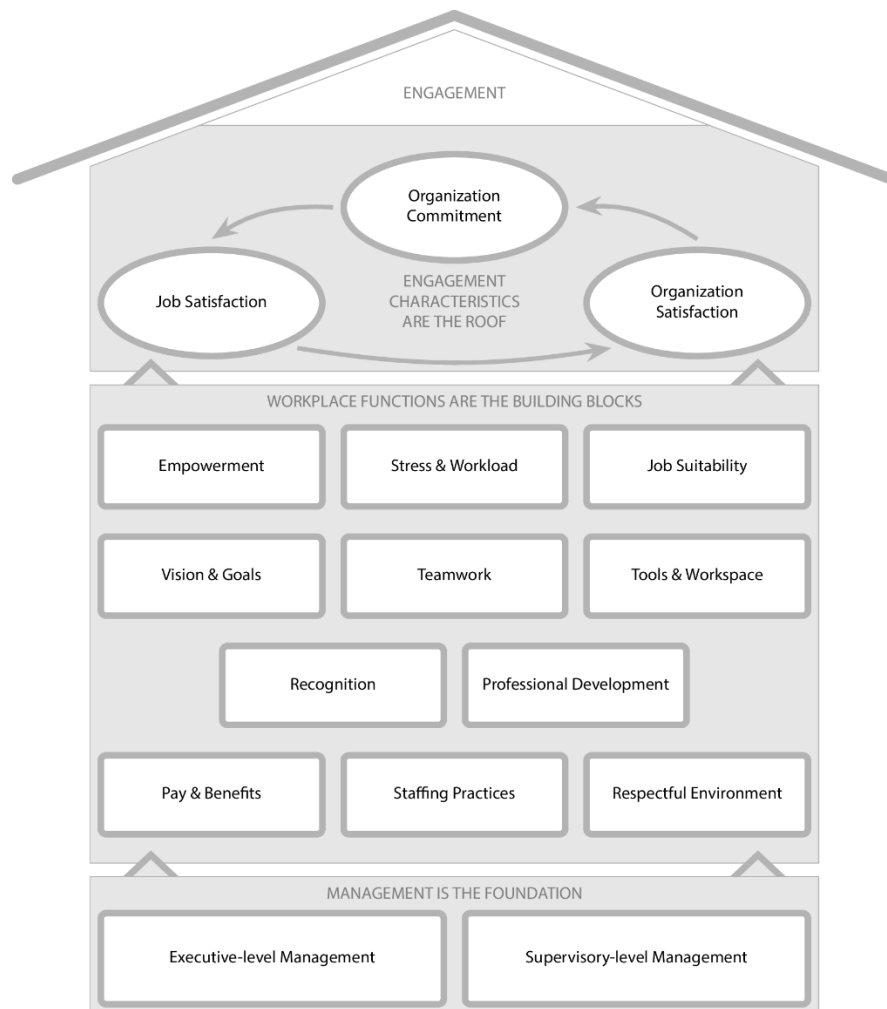 ENGAGEMENT
Organization
Commitment
Job Satisfaction
ENGAGEMENT
CHARACTERISTICS
ARE THE ROOF
Organization
Satisfaction
WORKPLACE FUNCTIONS ARE THE BUILDING BLOCKS
Empowerment
Stress & Workload
Job Suitability
Vision & Goals
Teamwork
Tools & Workspace
Recognition
Professional Development
Pay & Benefits
Staffing Practices
Respectful Environment
MANAGEMENT IS THE FOUNDATION
Executive-level Management
Supervisory-level Management